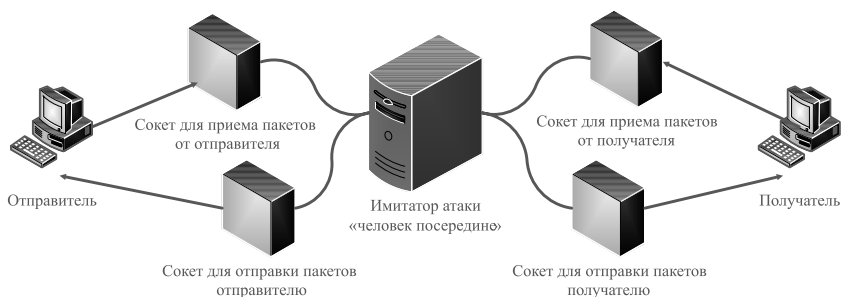 Сокет для приема пакетов
от отправителя
Сокет для приема пакетов
от получателя
Отправитель
Имитатор атаки
«человек посередине»
Получатель
Сокет для отправки пакетов
отправителю
Сокет для отправки пакетов
получателю